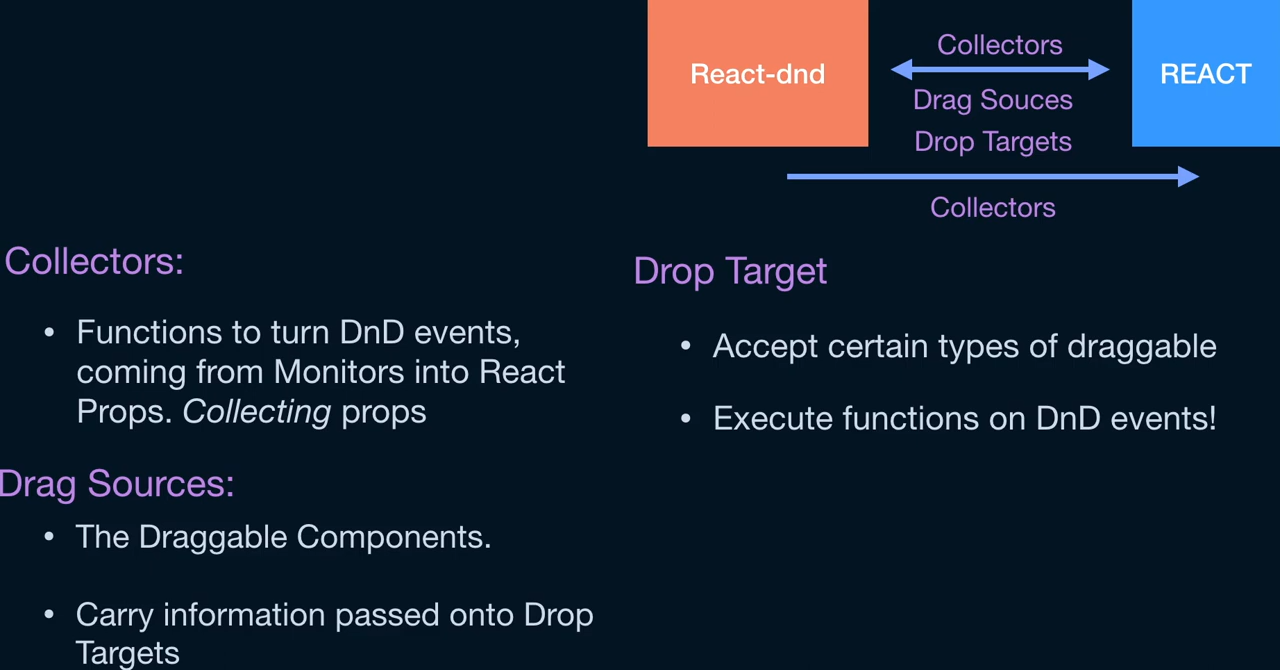 React-dnd
Collectors
REACT
Drag Souces
Drop Targets
Collectors
Collectors:
• Functions to turn DnD events,
coming from Monitors into React
Props. Collecting props
Drag Sources:
• The Draggable Components.
• Carry information passed onto Drop
Targets
Drop Target
• Accept certain types of draggable
• Execute functions on DnD events!